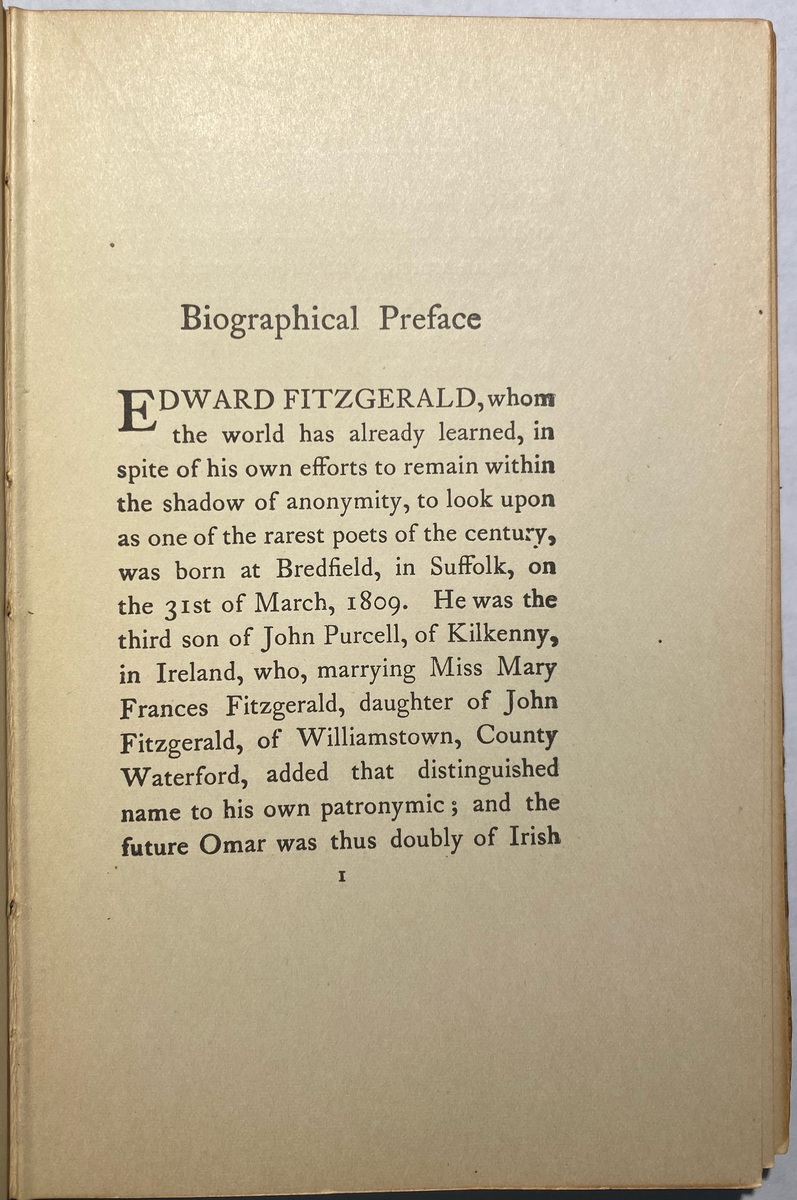 Biographical Preface
EDWARD FITZGERALD, whom
the world has already learned, in
spite of his own efforts to remain within
the shadow of anonymity, to look upon
as one of the rarest poets of the century,
was born at Bredfield, in Suffolk, on
the 31st of March, 1809. He was the
third son of John Purcell, of Kilkenny,
in Ireland, who, marrying Miss Mary
Frances Fitzgerald, daughter of John
Fitzgerald, of Williamstown, County
Waterford, added that distinguished
name to his own patronymic; and the
future Omar was thus doubly of Irish
1